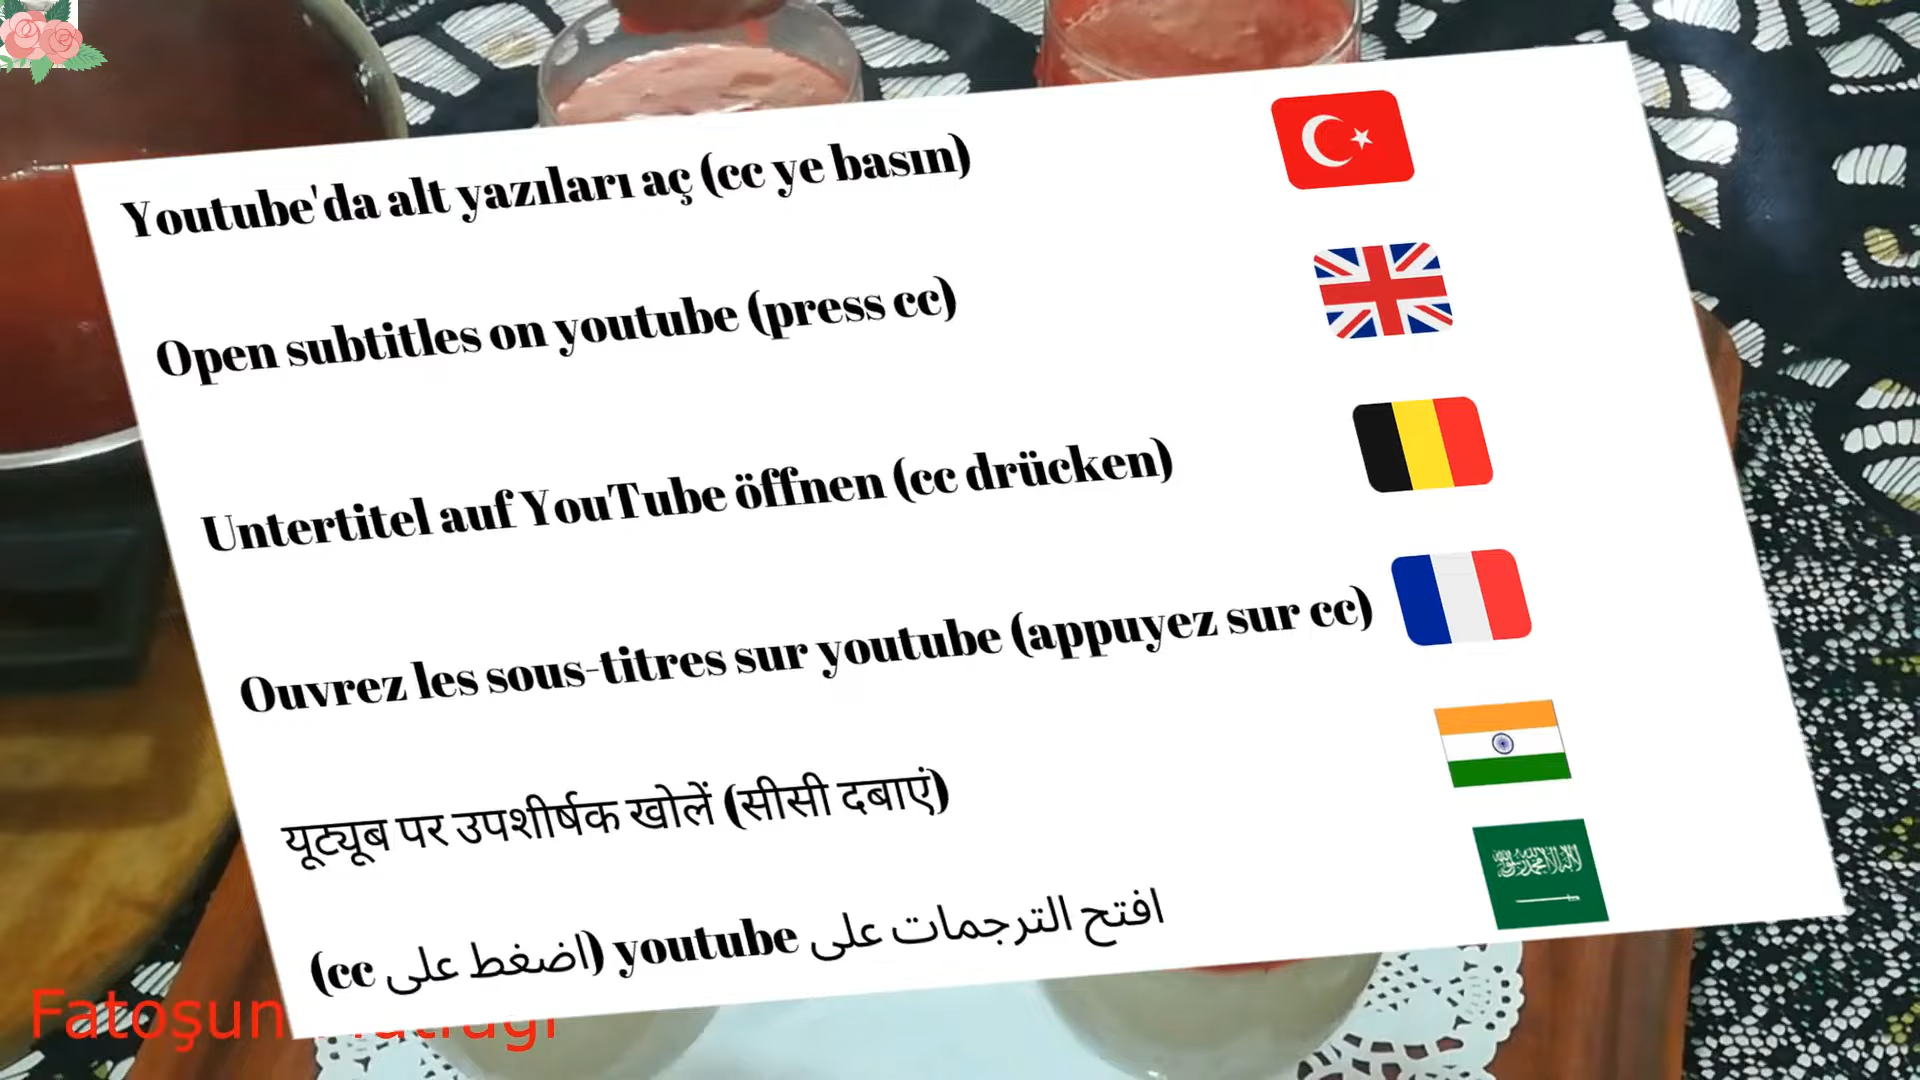 Youtube'da alt yazıları aç (cc ye basın)
Open subtitles on youtube (press cc)
Untertitel auf YouTube öffnen (cc drücken)
Ouvrez les sous-titres sur youtube (appuyez sur cc)
यूट्यूब पर उपशीर्षक खोलें (सीसी दबाएं)
افتح الترجمات على youtube (اضغط على cc)
Fatoşun